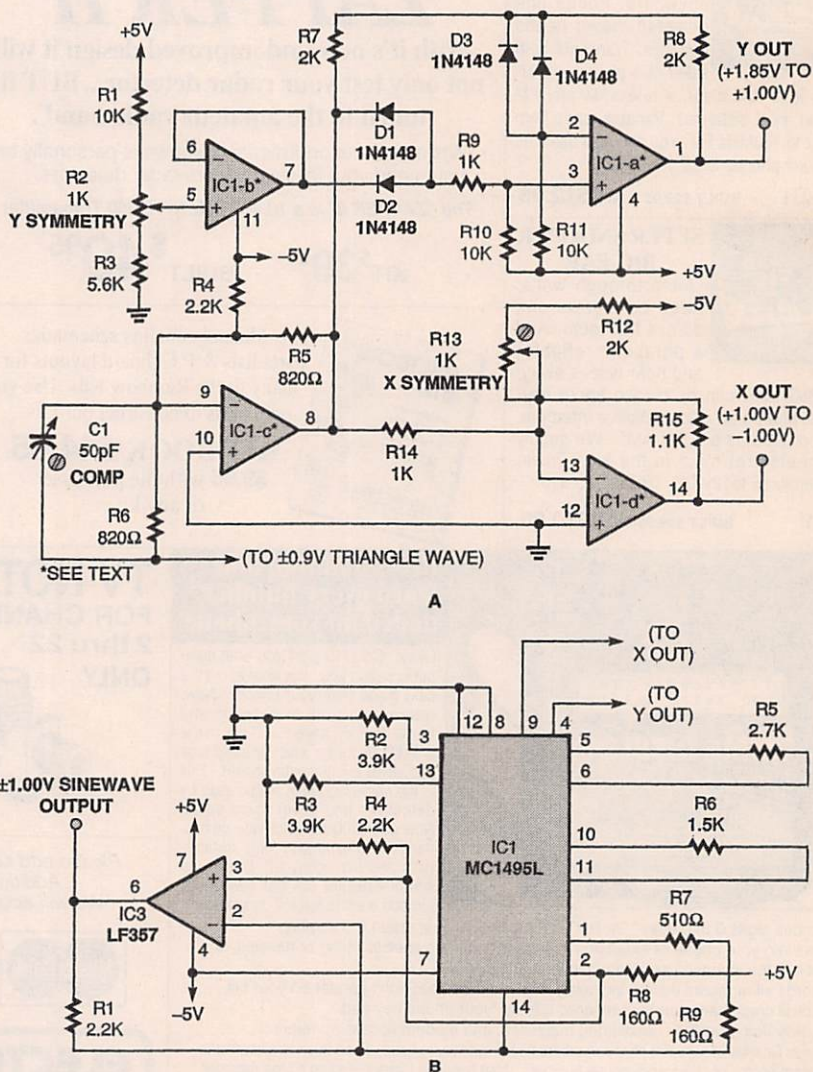 +5V
R1
10K
R2
1K
Y SYMMETRY
R3
5.6K
6
5
−
+
IC1-b*
7
11
−5V
R4
2.2K
R7
2K
D1
1N4148
D2
1N4148
R9
1K
D3
1N4148
D4
1N4148
R8
2K
Y OUT
(+1.85V TO
+1.00V)
2
3
−
+
IC1-a*
1
4
R10
10K
R11
10K
+5V
R5
820Ω
9
10
−
+
IC1-c*
8
C1
50pF
COMP
R6
820Ω
*SEE TEXT
(TO ±0.9V TRIANGLE WAVE)
R14
1K
R13
1K
X SYMMETRY
−5V
R12
2K
R15
1.1K
X OUT
(+1.00V TO
−1.00V)
13
12
−
+
IC1-d*
14
A
(TO
X OUT)
(TO
Y OUT)
12
8
9
4
3
R2
3.9K
13
R3
3.9K
R4
2.2K
5
R5
2.7K
6
10
R6
1.5K
11
IC1
MC1495L
1
R7
510Ω
2
R8
160Ω
+5V
R9
160Ω
7
14
±1.00V SINEWAVE
OUTPUT
+5V
7
3
+
6
2
−
IC3
LF357
4
−5V
R1
2.2K
B